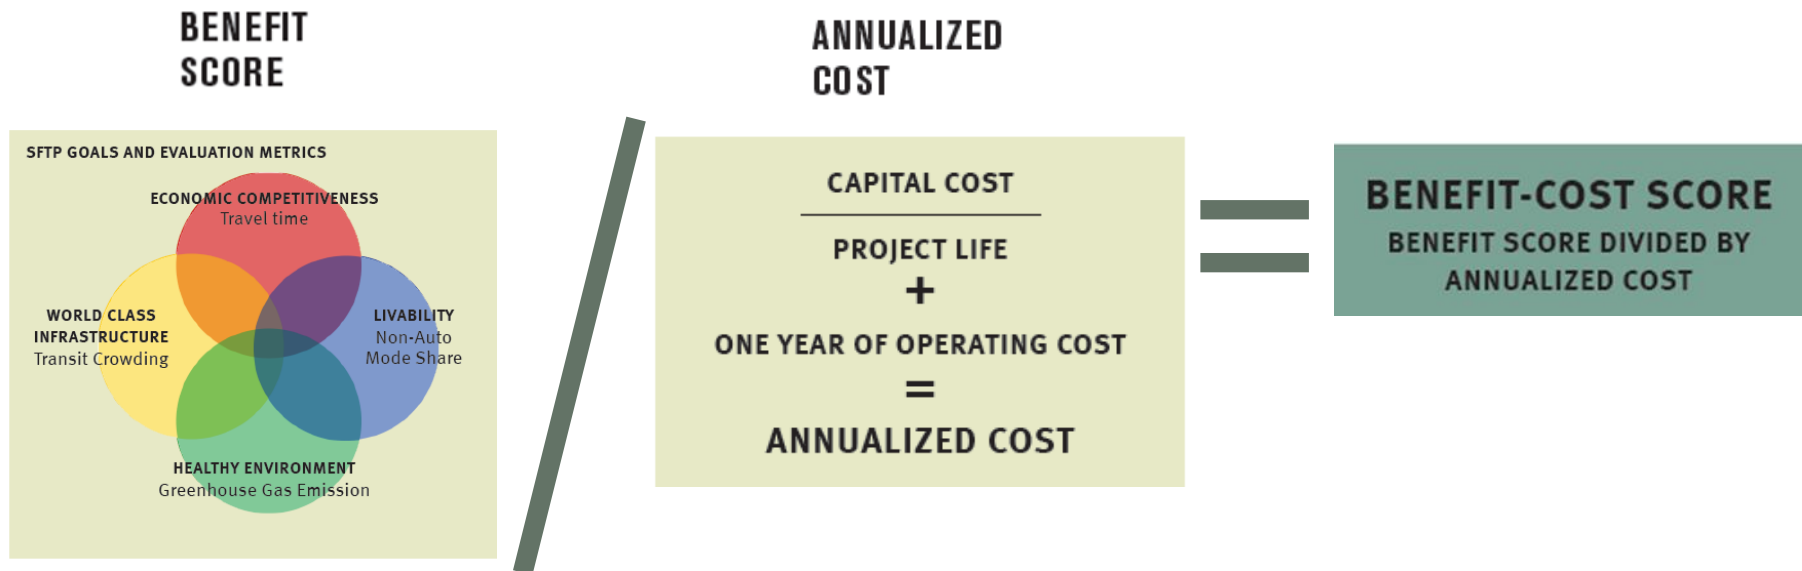 BENEFIT
SCORE
SFTP GOALS AND EVALUATION METRICS
ECONOMIC COMPETITIVENESS
Travel time
WORLD CLASS
INFRASTRUCTURE
Transit Crowding
LIVABILITY
Non-Auto
Mode Share
HEALTHY ENVIRONMENT
Greenhouse Gas Emission
/
ANNUALIZED
COST
CAPITAL COST
PROJECT LIFE
+
ONE YEAR OF OPERATING COST
=
ANNUALIZED COST
=
BENEFIT-COST SCORE
BENEFIT SCORE DIVIDED BY
ANNUALIZED COST